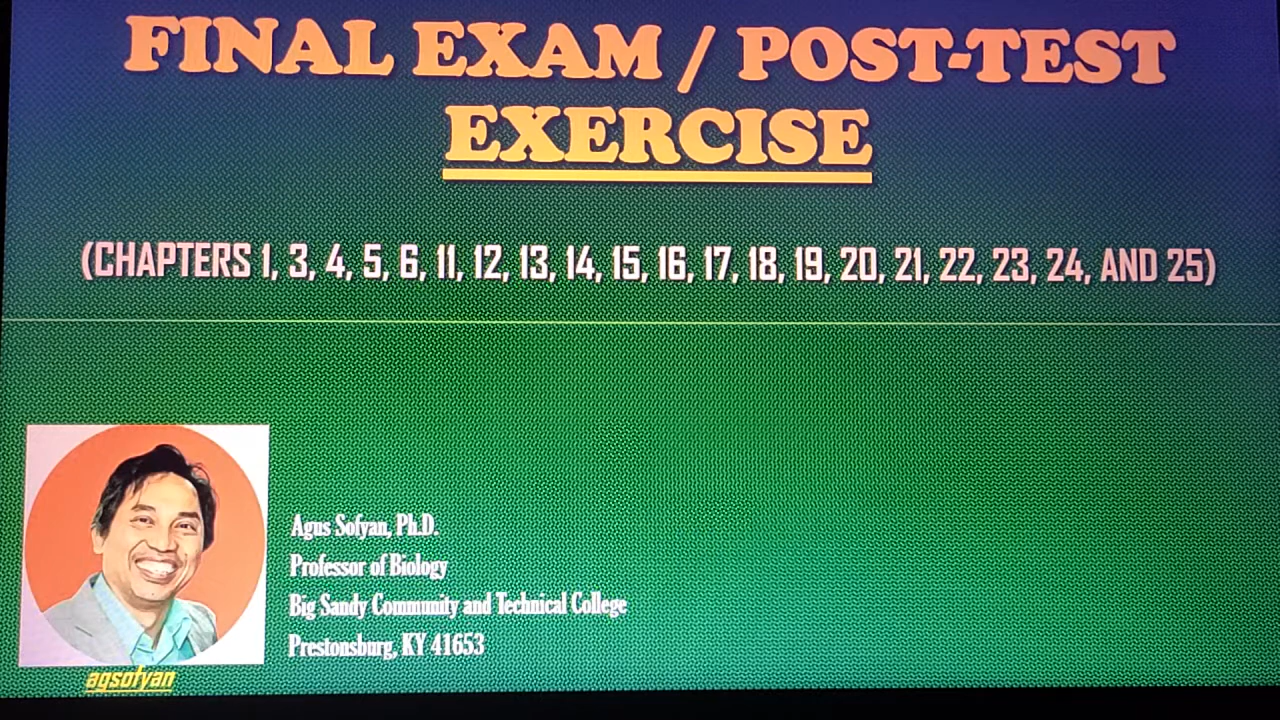 FINAL EXAM / POST-TEST
EXERCISE
(CHAPTERS 1, 3, 4, 5, 6, 11, 12, 13, 14, 15, 16, 17, 18, 19, 20, 21, 22, 23, 24, AND 25)
Agus Sofyan, Ph.D.
Professor of Biology
Big Sandy Community and Technical College
Prestonsburg, KY 41653
agsofyan